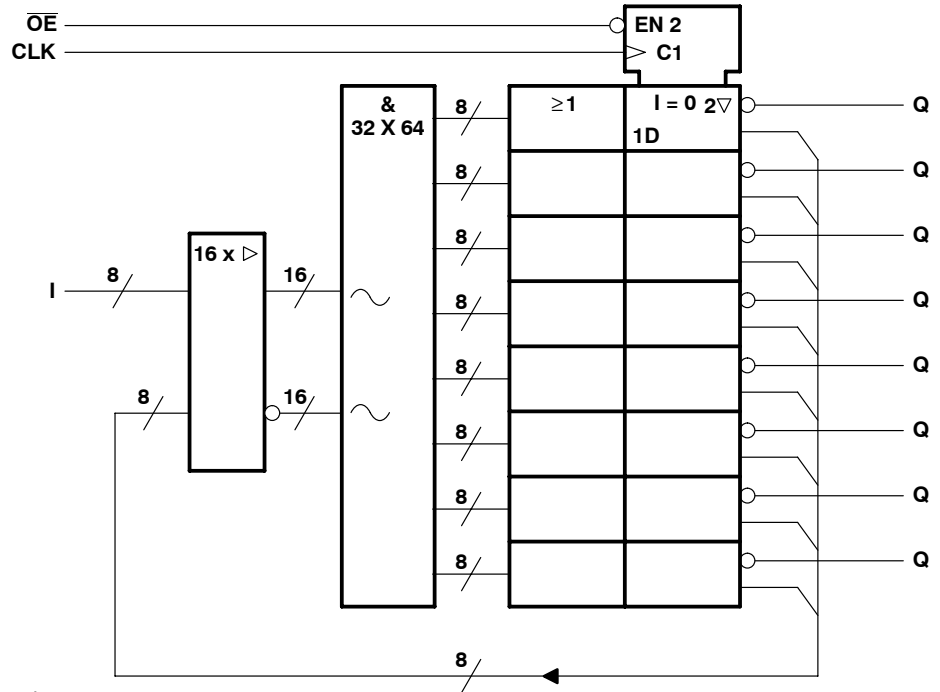 OE EN 2
CLK C1
& 8 ≥1 I = 0 2▽ Q
32 X 64 1D
8 Q
8 Q
16 x ▷
I 8 16 8 Q
8 Q
8 16 8 Q
8 Q
8 Q
8